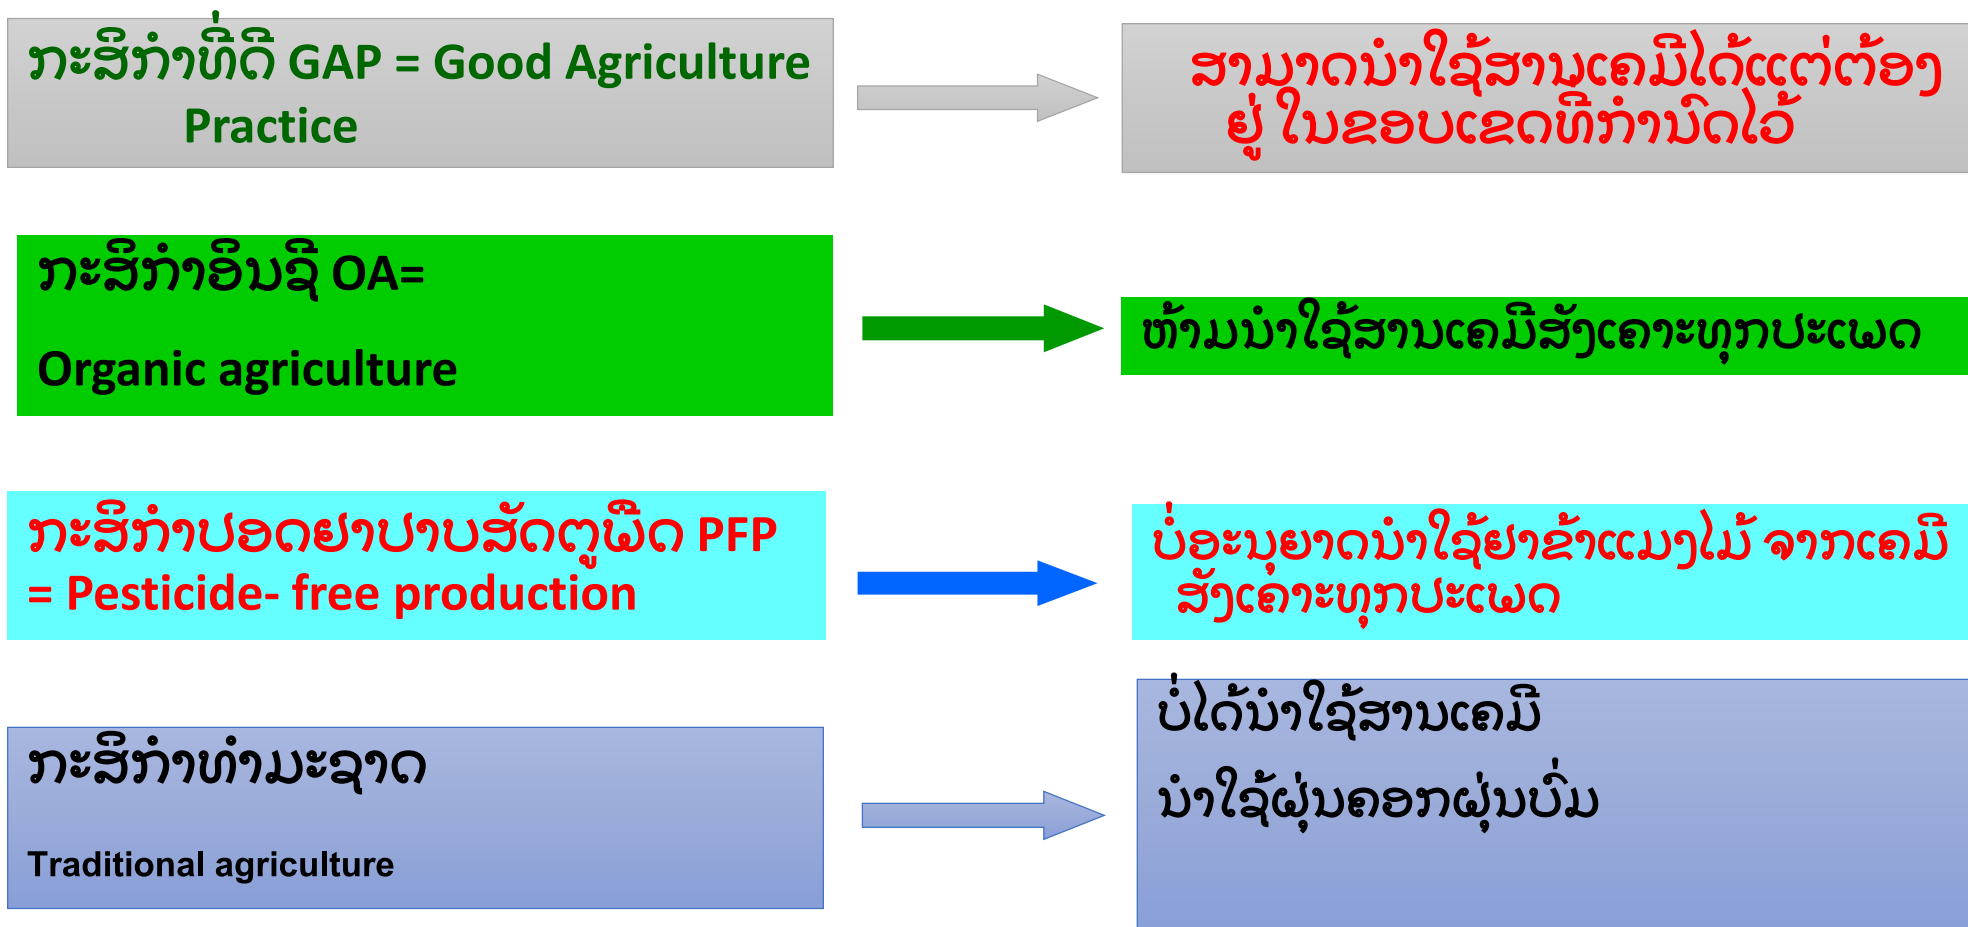 ກະສິກໍາທີ່ດີ GAP = Good Agriculture
Practice
ສາມາດນໍາໃຊ້ສານເຄມີໄດ້ແຕ່ຕ້ອງ
ຢູ່ ໃນຂອບເຂດທີ່ກໍານົດໄວ້
ກະສິກໍາອິນຊີ OA=
Organic agriculture
ຫ້າມນໍາໃຊ້ສານເຄມີສັງເຄາະທຸກປະເພດ
ກະສິກໍາປອດຢາປາບສັດຕູພືດ PFP
= Pesticide- free production
ບໍ່ອະນຸຍາດນໍາໃຊ້ຢາຂ້າແມງໄມ້ ຈາກເຄມີ
ສັງເຄາະທຸກປະເພດ
ກະສິກໍາທໍາມະຊາດ
Traditional agriculture
ບໍ່ໄດ້ນໍາໃຊ້ສານເຄມີ
ນໍາໃຊ້ຝຸ່ນຄອກຝຸ່ນບົ່ມ